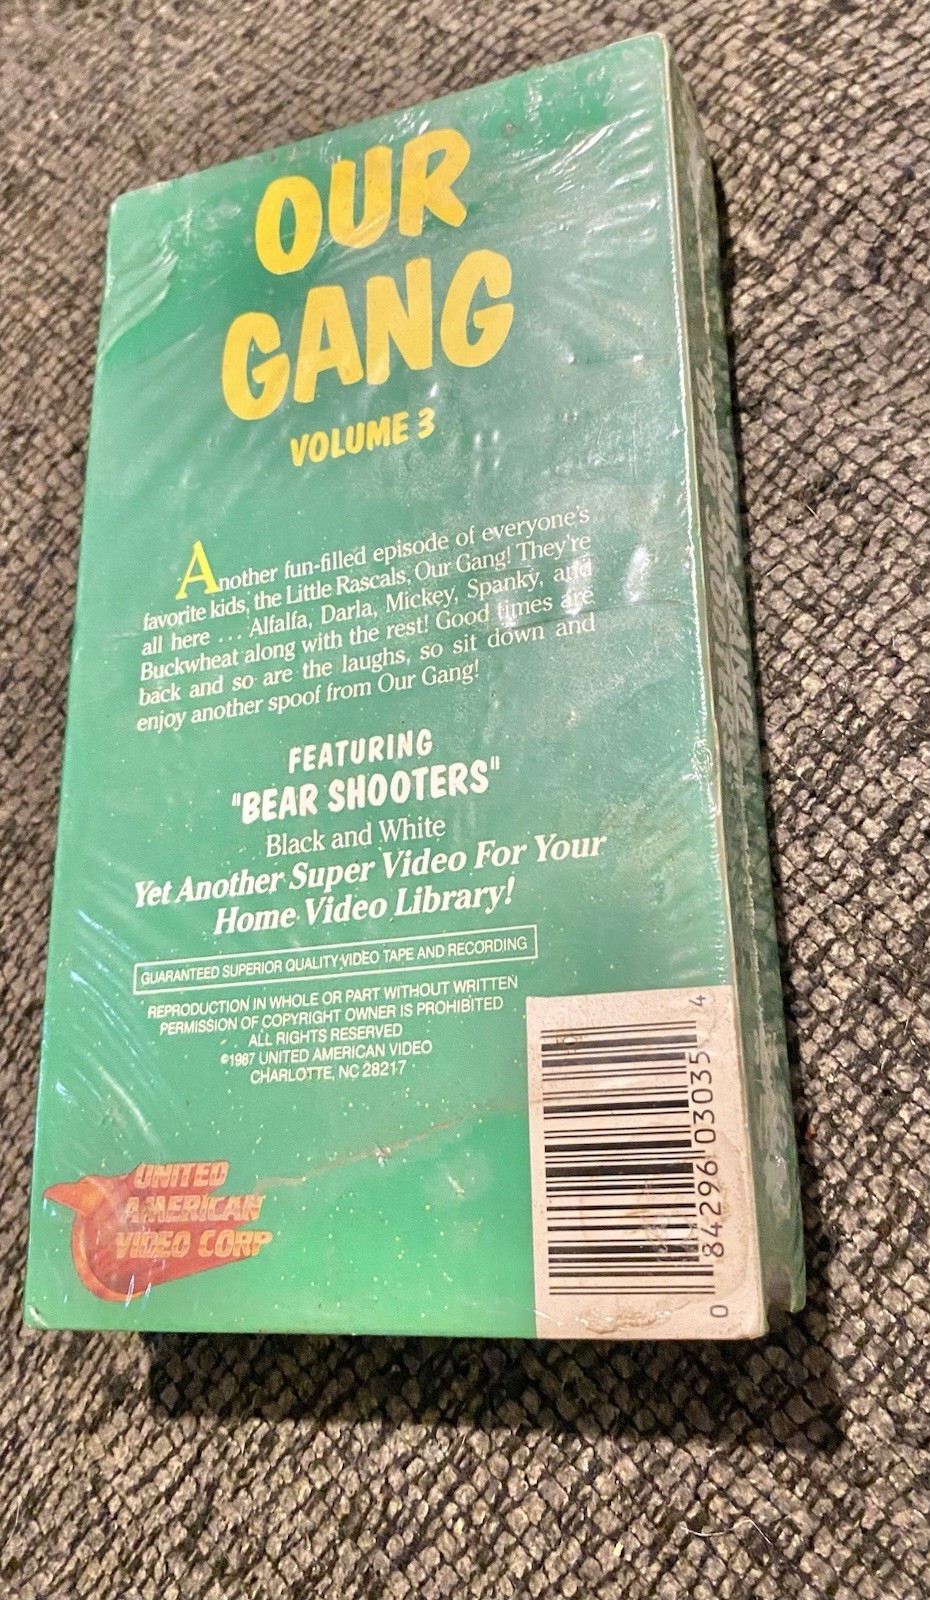 OUR
GANG
VOLUME 3
Another fun-filled episode of everyone's
favorite kids, the Little Rascals, Our Gang! They're
all here ... Alfalfa, Darla, Mickey, Spanky, and
Buckwheat along with the rest! Good times are
back and so are the laughs, so sit down and
enjoy another spoof from Our Gang!
FEATURING
"BEAR SHOOTERS"
Black and White
Yet Another Super Video For Your
Home Video Library!
GUARANTEED SUPERIOR QUALITY VIDEO TAPE AND RECORDING
REPRODUCTION IN WHOLE OR PART WITHOUT WRITTEN
PERMISSION OF COPYRIGHT OWNER IS PROHIBITED
ALL RIGHTS RESERVED
©1987 UNITED AMERICAN VIDEO
CHARLOTTE, NC 28217
UNITED
AMERICAN
VIDEO CORP
0 84296 03035 4